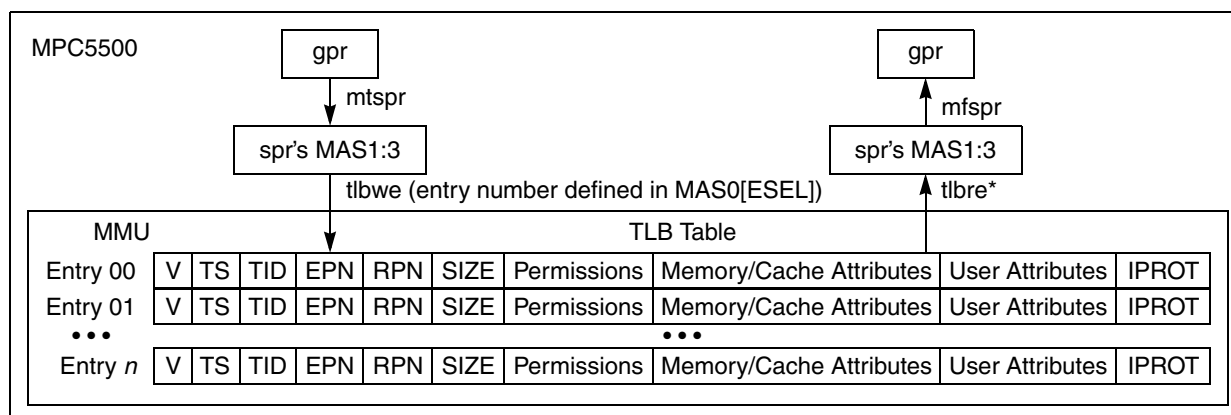 MPC5500
gpr
gpr
mtspr
mfspr
spr's MAS1:3
spr's MAS1:3
tlbwe (entry number defined in MAS0[ESEL])
tlbre*
MMU
TLB Table
Entry 00 V TS TID EPN RPN SIZE Permissions Memory/Cache Attributes User Attributes IPROT
Entry 01 V TS TID EPN RPN SIZE Permissions Memory/Cache Attributes User Attributes IPROT
••• •••
Entry n V TS TID EPN RPN SIZE Permissions Memory/Cache Attributes User Attributes IPROT